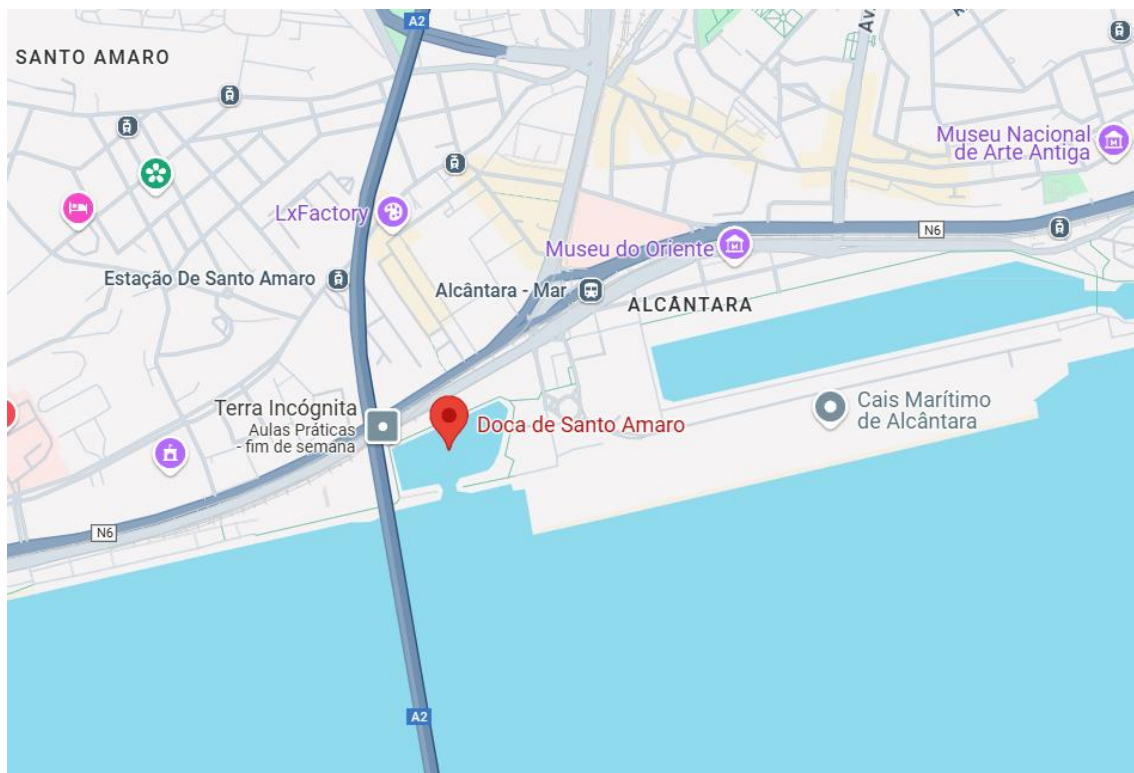 A2
SANTO AMARO
Museu Nacional
de Arte Antiga
LxFactory
N6
Museu do Oriente
Estação De Santo Amaro
Alcântara - Mar
ALCÂNTARA
Terra Incógnita
Aulas Práticas
- fim de semana
Doca de Santo Amaro
Cais Marítimo
de Alcântara
N6
A2